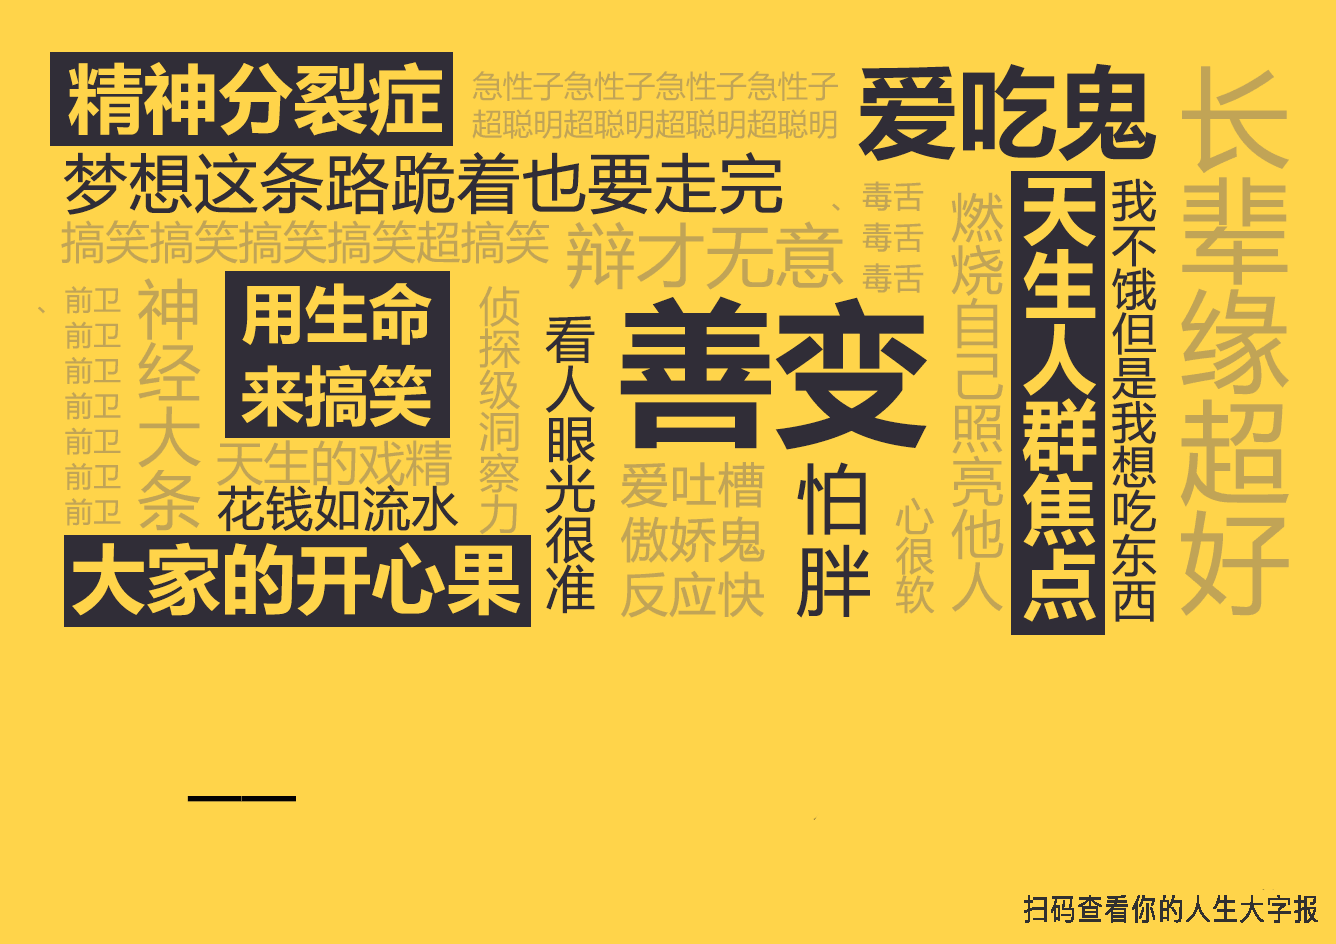 精神分裂症
急性子急性子急性子急性子
超聪明超聪明超聪明超聪明
爱吃鬼
长辈缘超好
梦想这条路跪着也要走完
搞笑搞笑搞笑搞笑超搞笑
辩才无意
、毒舌
毒舌
毒舌
燃烧自己照亮他人
天生人群焦点
我不饿但是我想吃东西
、前卫
前卫
前卫
前卫
前卫
前卫
前卫
神经大条
用生命
来搞笑
侦探级洞察力
看人眼光很准
善变
天生的戏精
花钱如流水
大家的开心果
爱吐槽
傲娇鬼
反应快
怕胖
心很软
——
扫码查看你的人生大字报